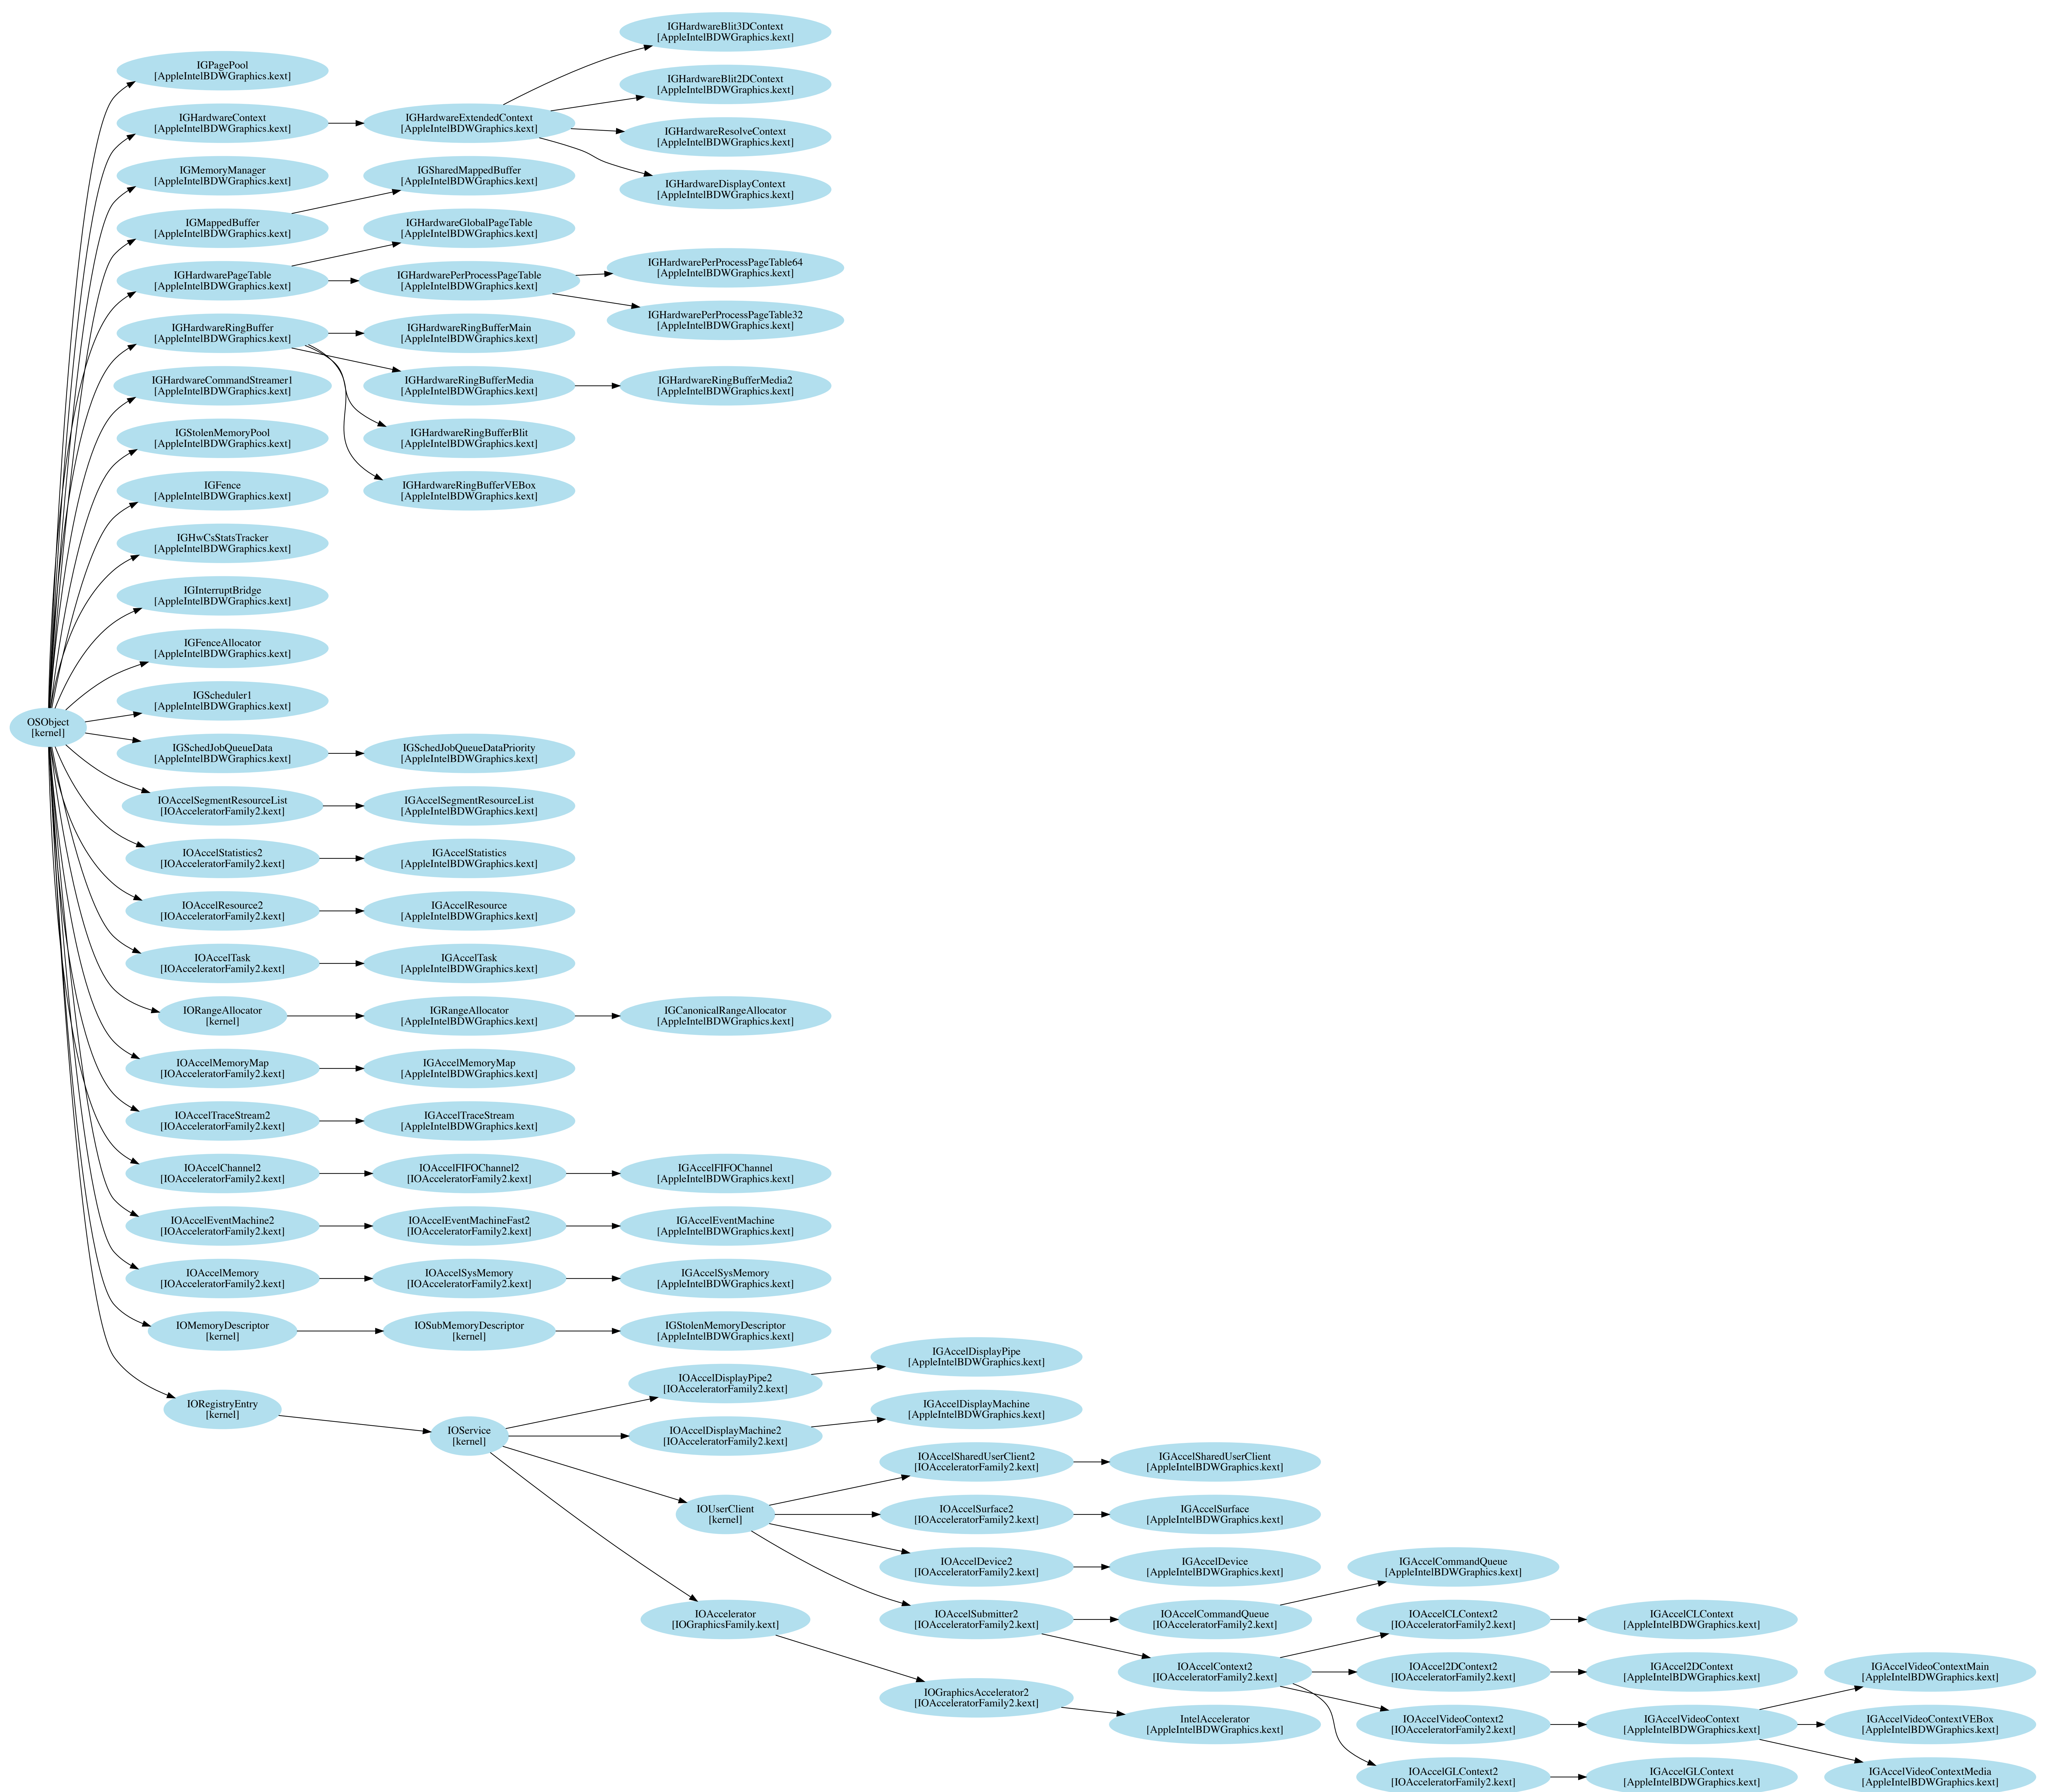 IGHardwareBlit3DContext
[AppleIntelBDWGraphics.kext]
IGPagePool
[AppleIntelBDWGraphics.kext]
IGHardwareBlit2DContext
[AppleIntelBDWGraphics.kext]
IGHardwareContext
[AppleIntelBDWGraphics.kext]
IGHardwareExtendedContext
[AppleIntelBDWGraphics.kext]
IGHardwareResolveContext
[AppleIntelBDWGraphics.kext]
IGMemoryManager
[AppleIntelBDWGraphics.kext]
IGSharedMappedBuffer
[AppleIntelBDWGraphics.kext]
IGHardwareDisplayContext
[AppleIntelBDWGraphics.kext]
IGMappedBuffer
[AppleIntelBDWGraphics.kext]
IGHardwareGlobalPageTable
[AppleIntelBDWGraphics.kext]
IGHardwarePageTable
[AppleIntelBDWGraphics.kext]
IGHardwarePerProcessPageTable
[AppleIntelBDWGraphics.kext]
IGHardwarePerProcessPageTable64
[AppleIntelBDWGraphics.kext]
IGHardwarePerProcessPageTable32
[AppleIntelBDWGraphics.kext]
IGHardwareRingBuffer
[AppleIntelBDWGraphics.kext]
IGHardwareRingBufferMain
[AppleIntelBDWGraphics.kext]
IGHardwareCommandStreamer1
[AppleIntelBDWGraphics.kext]
IGHardwareRingBufferMedia
[AppleIntelBDWGraphics.kext]
IGHardwareRingBufferMedia2
[AppleIntelBDWGraphics.kext]
IGStolenMemoryPool
[AppleIntelBDWGraphics.kext]
IGHardwareRingBufferBlit
[AppleIntelBDWGraphics.kext]
IGFence
[AppleIntelBDWGraphics.kext]
IGHardwareRingBufferVEBox
[AppleIntelBDWGraphics.kext]
IGHwCsStatsTracker
[AppleIntelBDWGraphics.kext]
IGInterruptBridge
[AppleIntelBDWGraphics.kext]
IGFenceAllocator
[AppleIntelBDWGraphics.kext]
IGScheduler1
[AppleIntelBDWGraphics.kext]
OSObject
[kernel]
IGSchedJobQueueData
[AppleIntelBDWGraphics.kext]
IGSchedJobQueueDataPriority
[AppleIntelBDWGraphics.kext]
IOAccelSegmentResourceList
[IOAcceleratorFamily2.kext]
IGAccelSegmentResourceList
[AppleIntelBDWGraphics.kext]
IOAccelStatistics2
[IOAcceleratorFamily2.kext]
IGAccelStatistics
[AppleIntelBDWGraphics.kext]
IOAccelResource2
[IOAcceleratorFamily2.kext]
IGAccelResource
[AppleIntelBDWGraphics.kext]
IOAccelTask
[IOAcceleratorFamily2.kext]
IGAccelTask
[AppleIntelBDWGraphics.kext]
IORangeAllocator
[kernel]
IGRangeAllocator
[AppleIntelBDWGraphics.kext]
IGCanonicalRangeAllocator
[AppleIntelBDWGraphics.kext]
IOAccelMemoryMap
[IOAcceleratorFamily2.kext]
IGAccelMemoryMap
[AppleIntelBDWGraphics.kext]
IOAccelTraceStream2
[IOAcceleratorFamily2.kext]
IGAccelTraceStream
[AppleIntelBDWGraphics.kext]
IOAccelChannel2
[IOAcceleratorFamily2.kext]
IOAccelFIFOChannel2
[IOAcceleratorFamily2.kext]
IGAccelFIFOChannel
[AppleIntelBDWGraphics.kext]
IOAccelEventMachine2
[IOAcceleratorFamily2.kext]
IOAccelEventMachineFast2
[IOAcceleratorFamily2.kext]
IGAccelEventMachine
[AppleIntelBDWGraphics.kext]
IOAccelMemory
[IOAcceleratorFamily2.kext]
IOAccelSysMemory
[IOAcceleratorFamily2.kext]
IGAccelSysMemory
[AppleIntelBDWGraphics.kext]
IOMemoryDescriptor
[kernel]
IOSubMemoryDescriptor
[kernel]
IGStolenMemoryDescriptor
[AppleIntelBDWGraphics.kext]
IGAccelDisplayPipe
[AppleIntelBDWGraphics.kext]
IOAccelDisplayPipe2
[IOAcceleratorFamily2.kext]
IORegistryEntry
[kernel]
IGAccelDisplayMachine
[AppleIntelBDWGraphics.kext]
IOService
[kernel]
IOAccelDisplayMachine2
[IOAcceleratorFamily2.kext]
IOAccelSharedUserClient2
[IOAcceleratorFamily2.kext]
IGAccelSharedUserClient
[AppleIntelBDWGraphics.kext]
IOUserClient
[kernel]
IOAccelSurface2
[IOAcceleratorFamily2.kext]
IGAccelSurface
[AppleIntelBDWGraphics.kext]
IOAccelDevice2
[IOAcceleratorFamily2.kext]
IGAccelDevice
[AppleIntelBDWGraphics.kext]
IGAccelCommandQueue
[AppleIntelBDWGraphics.kext]
IOAccelerator
[IOGraphicsFamily.kext]
IOAccelSubmitter2
[IOAcceleratorFamily2.kext]
IOAccelCommandQueue
[IOAcceleratorFamily2.kext]
IOAccelCLContext2
[IOAcceleratorFamily2.kext]
IGAccelCLContext
[AppleIntelBDWGraphics.kext]
IOAccelContext2
[IOAcceleratorFamily2.kext]
IOAccel2DContext2
[IOAcceleratorFamily2.kext]
IGAccel2DContext
[AppleIntelBDWGraphics.kext]
IGAccelVideoContextMain
[AppleIntelBDWGraphics.kext]
IOGraphicsAccelerator2
[IOAcceleratorFamily2.kext]
IntelAccelerator
[AppleIntelBDWGraphics.kext]
IOAccelVideoContext2
[IOAcceleratorFamily2.kext]
IGAccelVideoContext
[AppleIntelBDWGraphics.kext]
IGAccelVideoContextVEBox
[AppleIntelBDWGraphics.kext]
IOAccelGLContext2
[IOAcceleratorFamily2.kext]
IGAccelGLContext
[AppleIntelBDWGraphics.kext]
IGAccelVideoContextMedia
[AppleIntelBDWGraphics.kext]